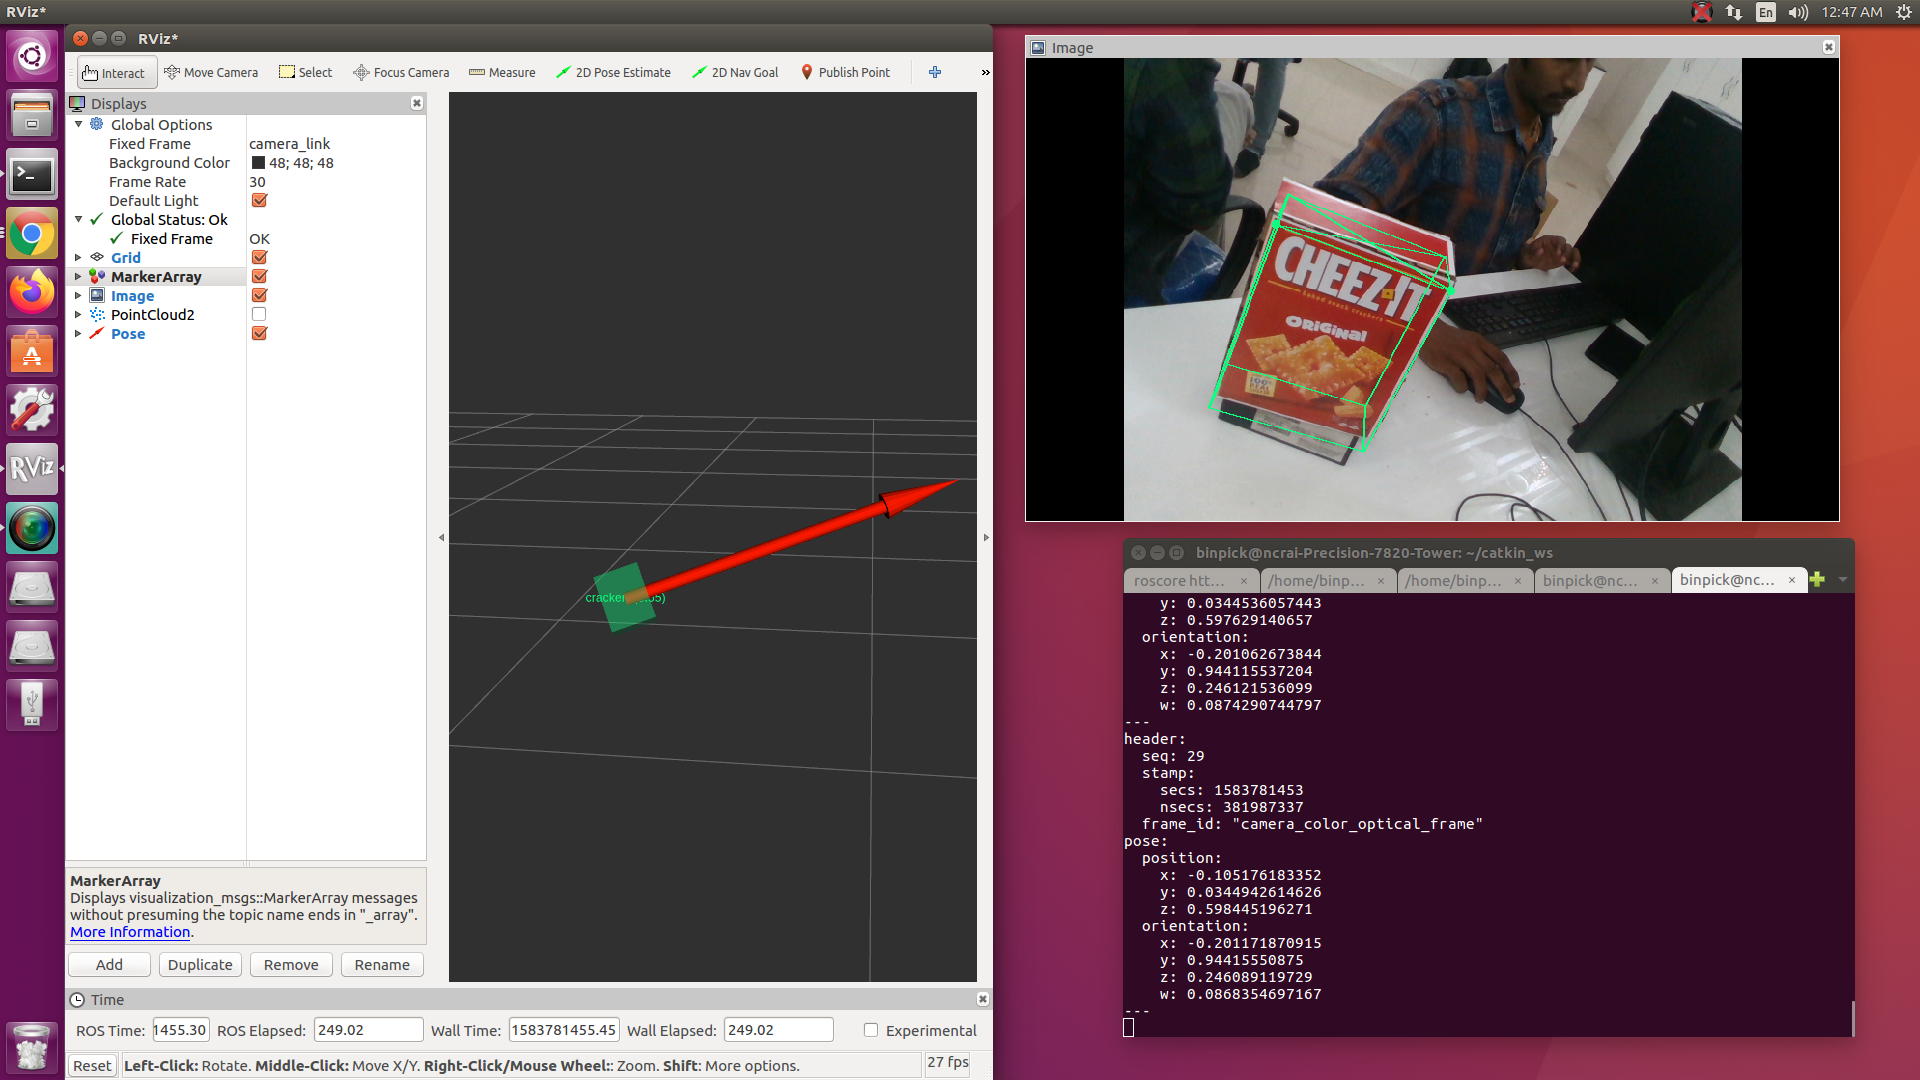 RViz*
En
12:47 AM
RViz*
Interact
Move Camera
Select
Focus Camera
Measure
2D Pose Estimate
2D Nav Goal
Publish Point
»
Displays
Global Options
Fixed Frame camera_link
Background Color 48; 48; 48
Frame Rate 30
Default Light
Global Status: Ok
Fixed Frame OK
Grid
MarkerArray
Image
PointCloud2
Pose
MarkerArray
Displays visualization_msgs::MarkerArray messages
without presuming the topic name ends in "_array".
More Information.
Add Duplicate Remove Rename
Time
ROS Time: 1455.30 ROS Elapsed: 249.02 Wall Time: 1583781455.45 Wall Elapsed: 249.02 Experimental
Reset Left-Click: Rotate. Middle-Click: Move X/Y. Right-Click/Mouse Wheel:: Zoom. Shift: More options. 27 fps
RViz
Image
CHEEZ-IT
baked snack crackers
ORIGINAL
100%
REAL
binpick@ncrai-Precision-7820-Tower: ~/catkin_ws
roscore htt... /home/binp... /home/binp... binpick@nc... binpick@nc...
y: 0.0344536057443
z: 0.597629140657
orientation:
x: -0.201062673844
y: 0.944115537204
z: 0.246121536099
w: 0.0874290744797
---
header:
seq: 29
stamp:
secs: 1583781453
nsecs: 381987337
frame_id: "camera_color_optical_frame"
pose:
position:
x: -0.105176183352
y: 0.0344942614626
z: 0.598445196271
orientation:
x: -0.201171870915
y: 0.94415550875
z: 0.246089119729
w: 0.0868354697167
---